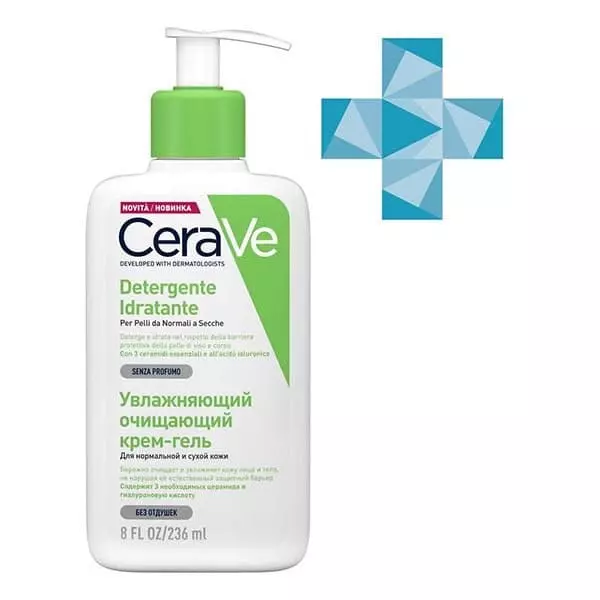 NOVITÀ / НОВИНКА
CeraVe
DEVELOPED WITH DERMATOLOGISTS
Detergente
Idratante
Per Pelli da Normali a Secche
Deterge e idrata nel rispetto della barriera
protettiva della pelle di viso e corpo
Con 3 ceramidi essenziali e all'acido ialuronico
SENZA PROFUMO
Увлажняющий
очищающий
крем-гель
Для нормальной и сухой кожи
Бережно очищает и увлажняет кожу лица и тела,
не нарушая ее естественный защитный барьер
Содержит 3 необходимых церамида и
гиалуроновую кислоту
БЕЗ ОТДУШЕК
8 FL OZ/236 ml